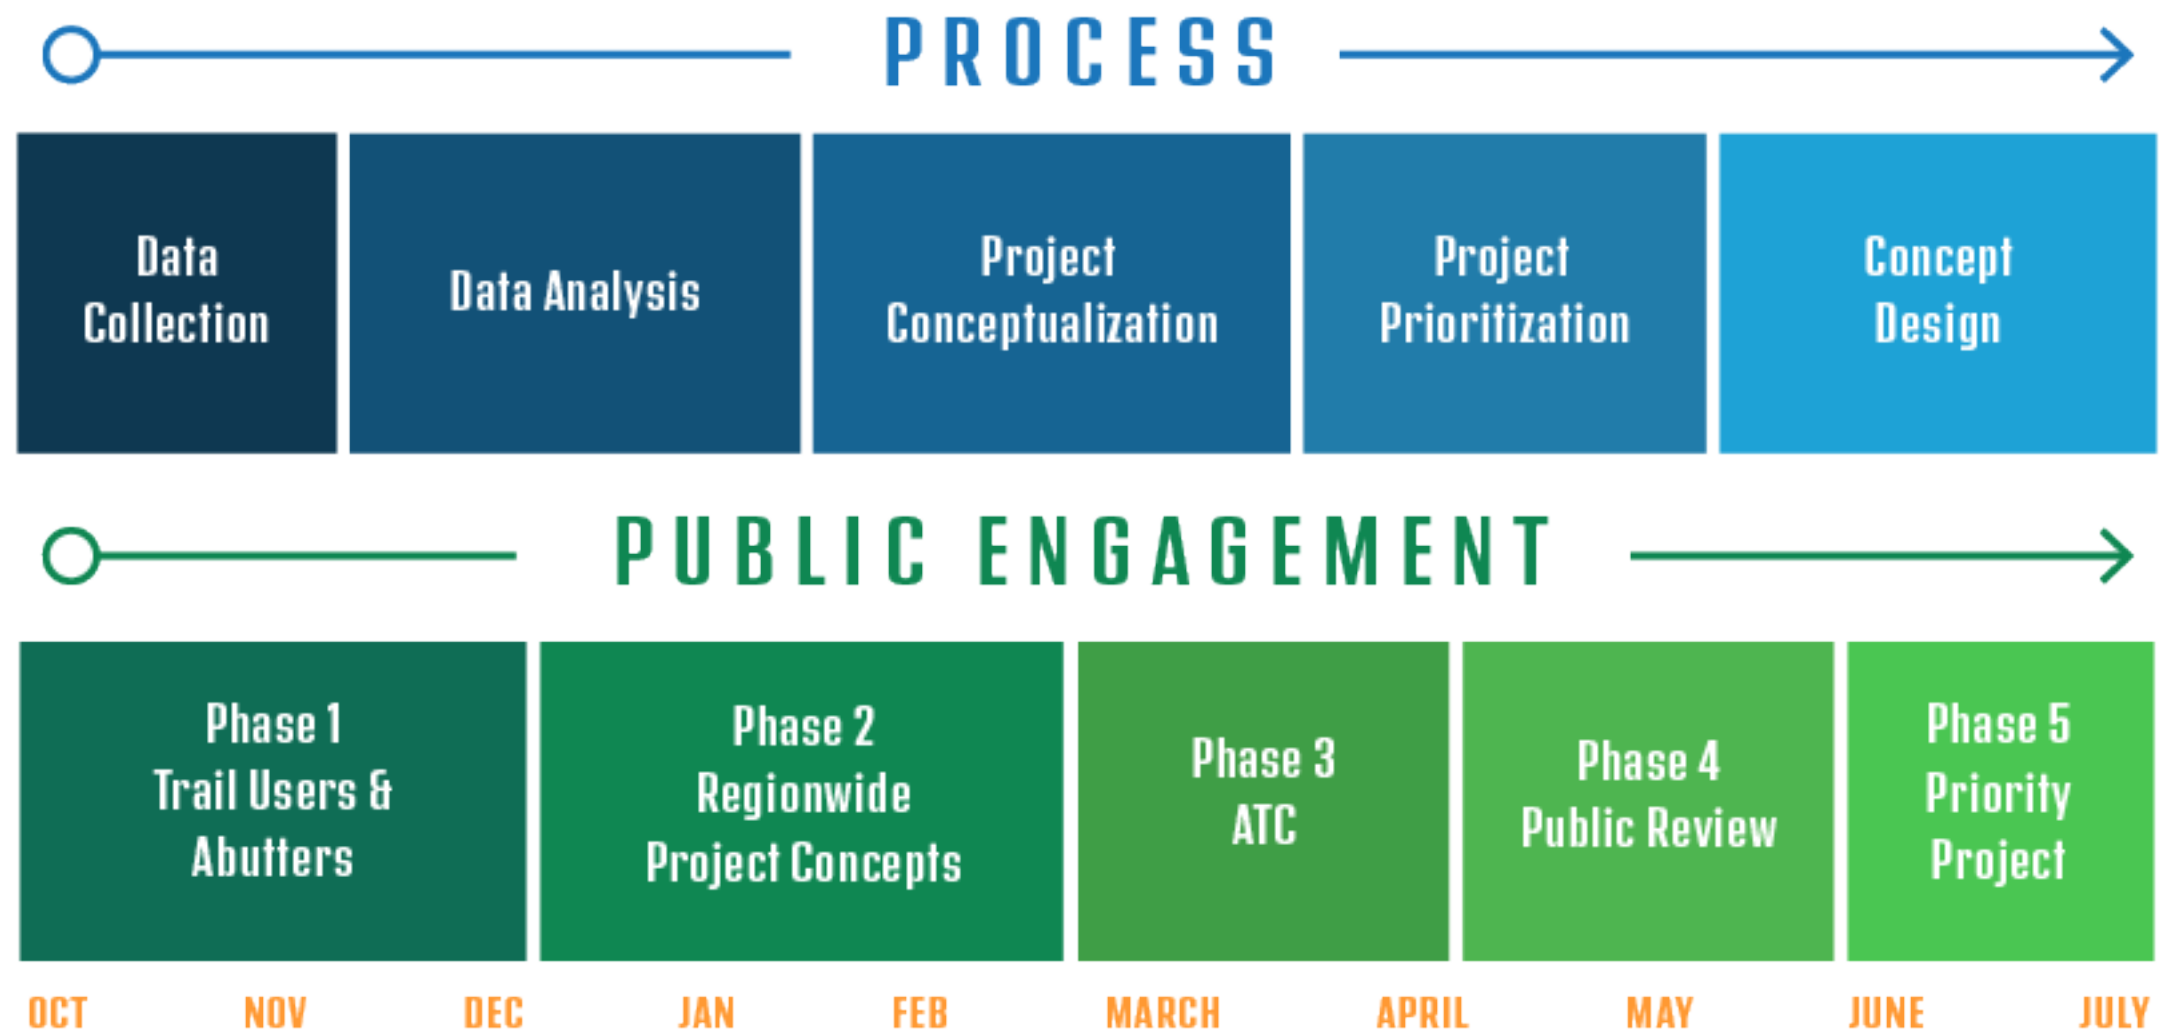 PROCESS
Data
Collection
Data Analysis
Project
Conceptualization
Project
Prioritization
Concept
Design
PUBLIC ENGAGEMENT
Phase 1
Trail Users &
Abutters
Phase 2
Regionwide
Project Concepts
Phase 3
ATC
Phase 4
Public Review
Phase 5
Priority
Project
OCT NOV DEC JAN FEB MARCH APRIL MAY JUNE JULY